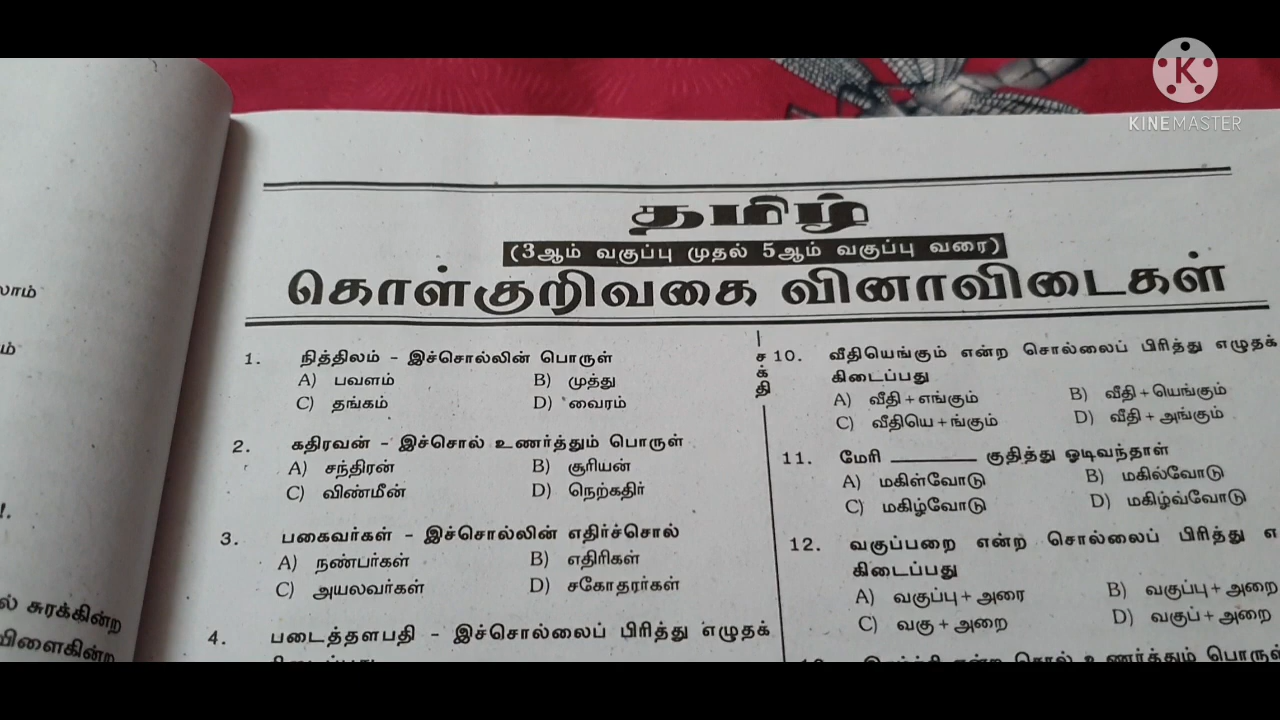 KINEMASTER
தமிழ்
(3ஆம் வகுப்பு முதல் 5ஆம் வகுப்பு வரை)
கொள்குறிவகை வினாவிடைகள்
1. நித்திலம் - இச்சொல்லின் பொருள்
A) பவளம் B) முத்து
C) தங்கம் D) வைரம்
2. கதிரவன் - இச்சொல் உணர்த்தும் பொருள்
A) சந்திரன் B) சூரியன்
C) விண்மீன் D) நெற்கதிர்
3. பகைவர்கள் - இச்சொல்லின் எதிர்ச்சொல்
A) நண்பர்கள் B) எதிரிகள்
C) அயலவர்கள் D) சகோதரர்கள்
4. படைத்தளபதி - இச்சொல்லைப் பிரித்து எழுதக்
சக்தி
10. வீதியெங்கும் என்ற சொல்லைப் பிரித்து எழுதக்
கிடைப்பது
A) வீதி + எங்கும் B) வீதி + யெங்கும்
C) வீதியெ + ங்கும் D) வீதி + அங்கும்
11. மேரி ________ குதித்து ஓடிவந்தாள்
A) மகிள்வோடு B) மகில்வோடு
C) மகிழ்வோடு D) மகிழ்வ்வோடு
12. வகுப்பறை என்ற சொல்லைப் பிரித்து எ
கிடைப்பது
A) வகுப்பு + அரை B) வகுப்பு + அறை
C) வகு + அறை D) வகுப் + அறை
என்ற சொல் உணர்த்தும் பொருள்
லாம்
ம்
ல் சுரக்கின்ற
விளைகின்ற